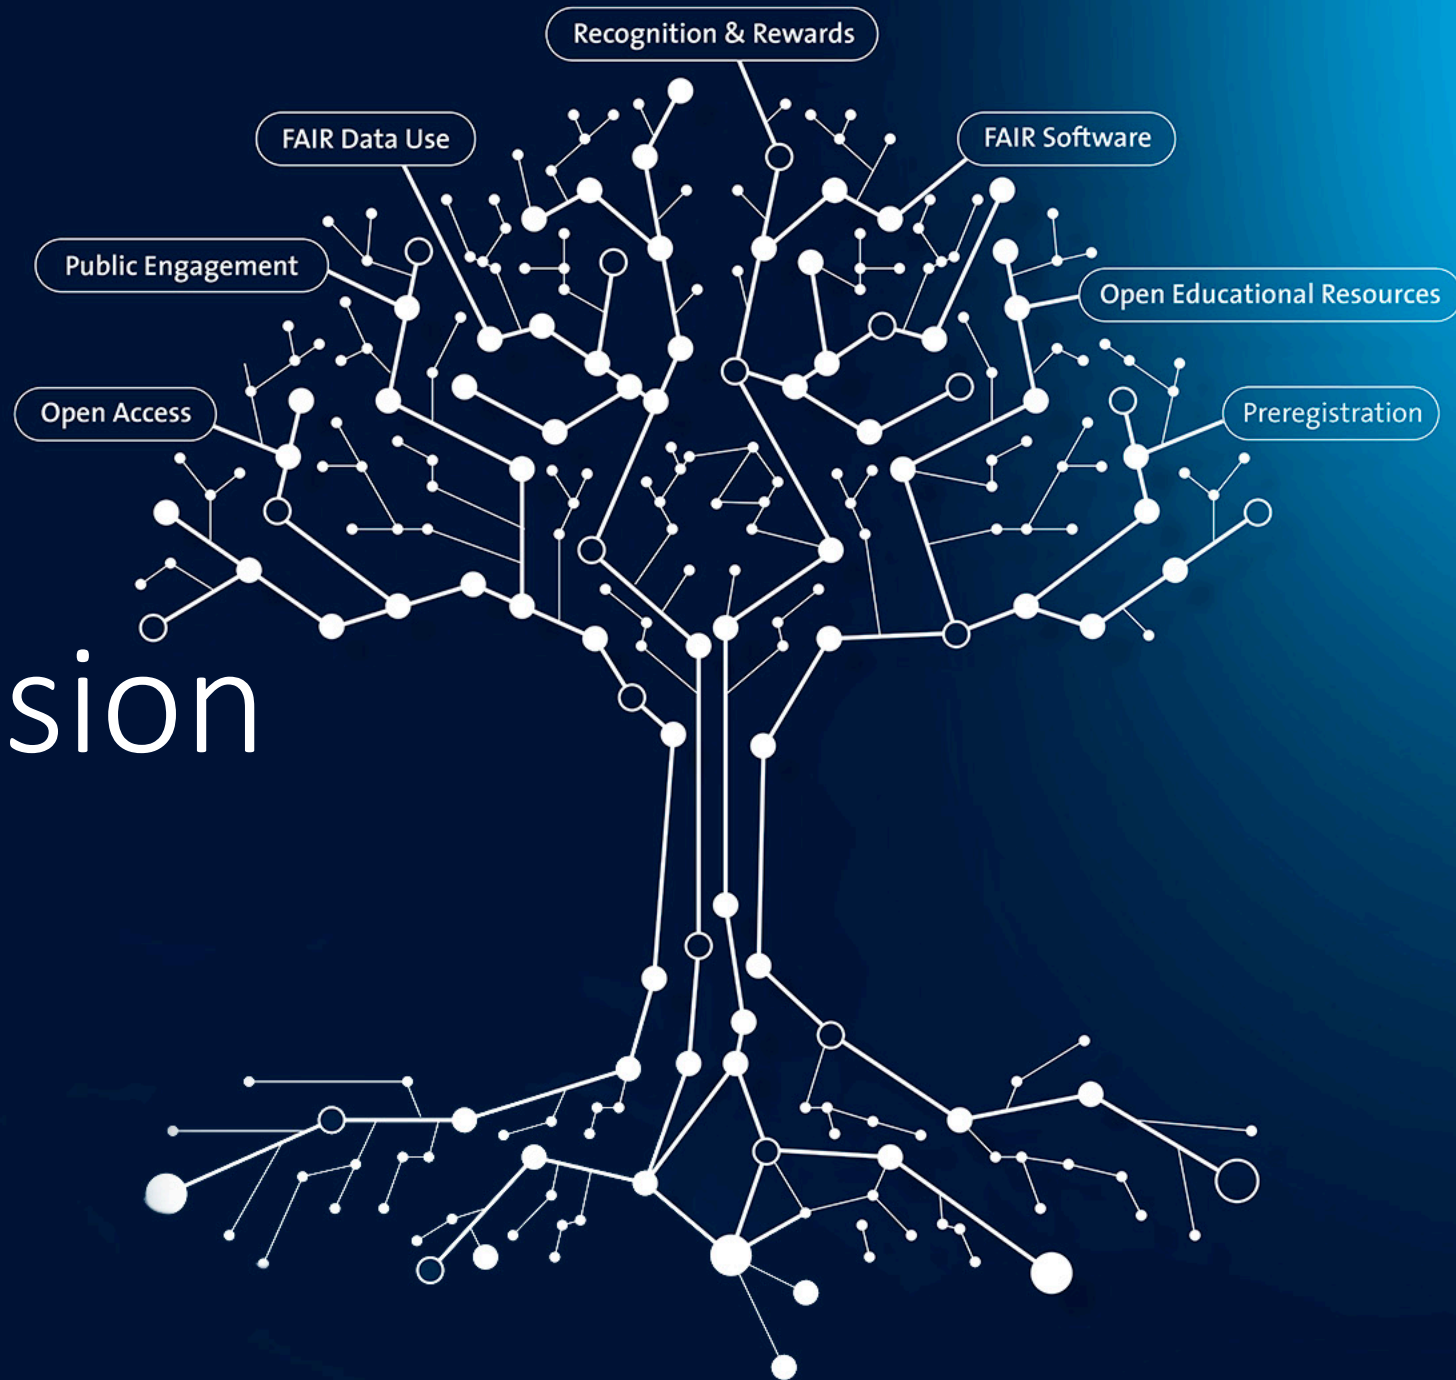 Recognition & Rewards
FAIR Data Use
FAIR Software
Public Engagement
Open Educational Resources
Open Access
Preregistration
sion